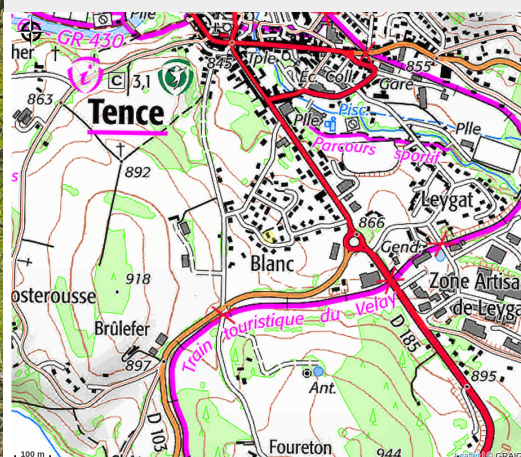 GR 430
her
863
i
C 3,1
Tence
845
Tple
Éc.
Coll.
Gare
855
Pisc.
Plle
Plle
Parcours sportif
892
s
Leygat
866
Gend.
Blanc
918
osterousse
Brûlefer
897
Train touristique du Velay
Zone Artisa
de Leyga
D 185
895
Ant.
D 103
Foureton
944
100 m